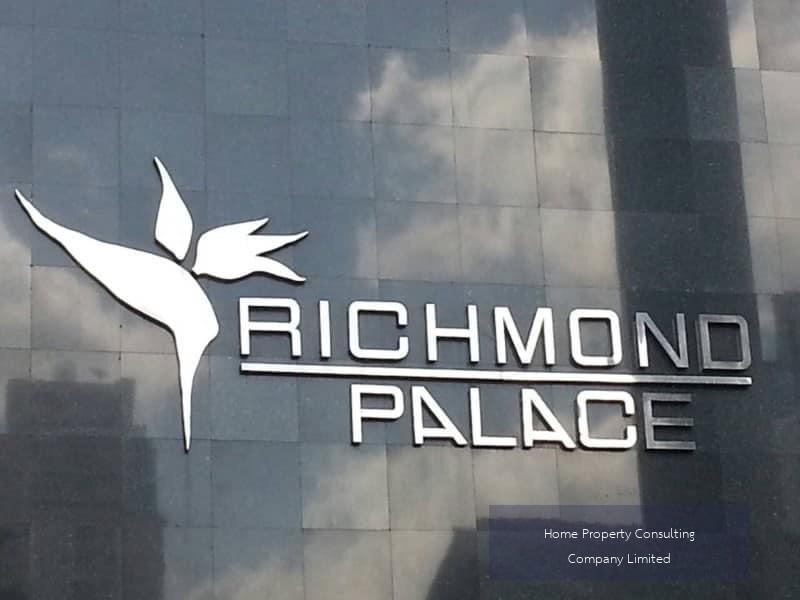 RICHMOND
PALACE
Home Property Consulting
Company Limited